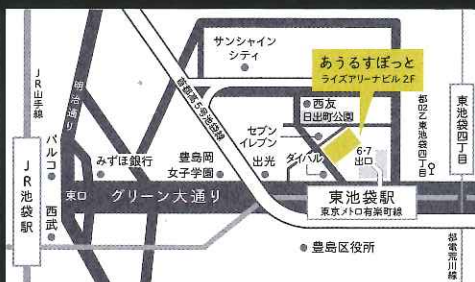 サンシャイン
シティ
あうるすぽっと
ライズアリーナビル2F
JR山手線
明治通り
首都高5号池袋線
西友
日出町公園
セブン
イレブン
都02乙東池袋四丁目
東池袋四丁目
パルコ
みずほ銀行
豊島岡
女子学園
出光
ダイハル
6・7
出口
JR池袋駅
東口
グリーン大通り
西武
東池袋駅
東京メトロ有楽町線
豊島区役所
都電荒川線